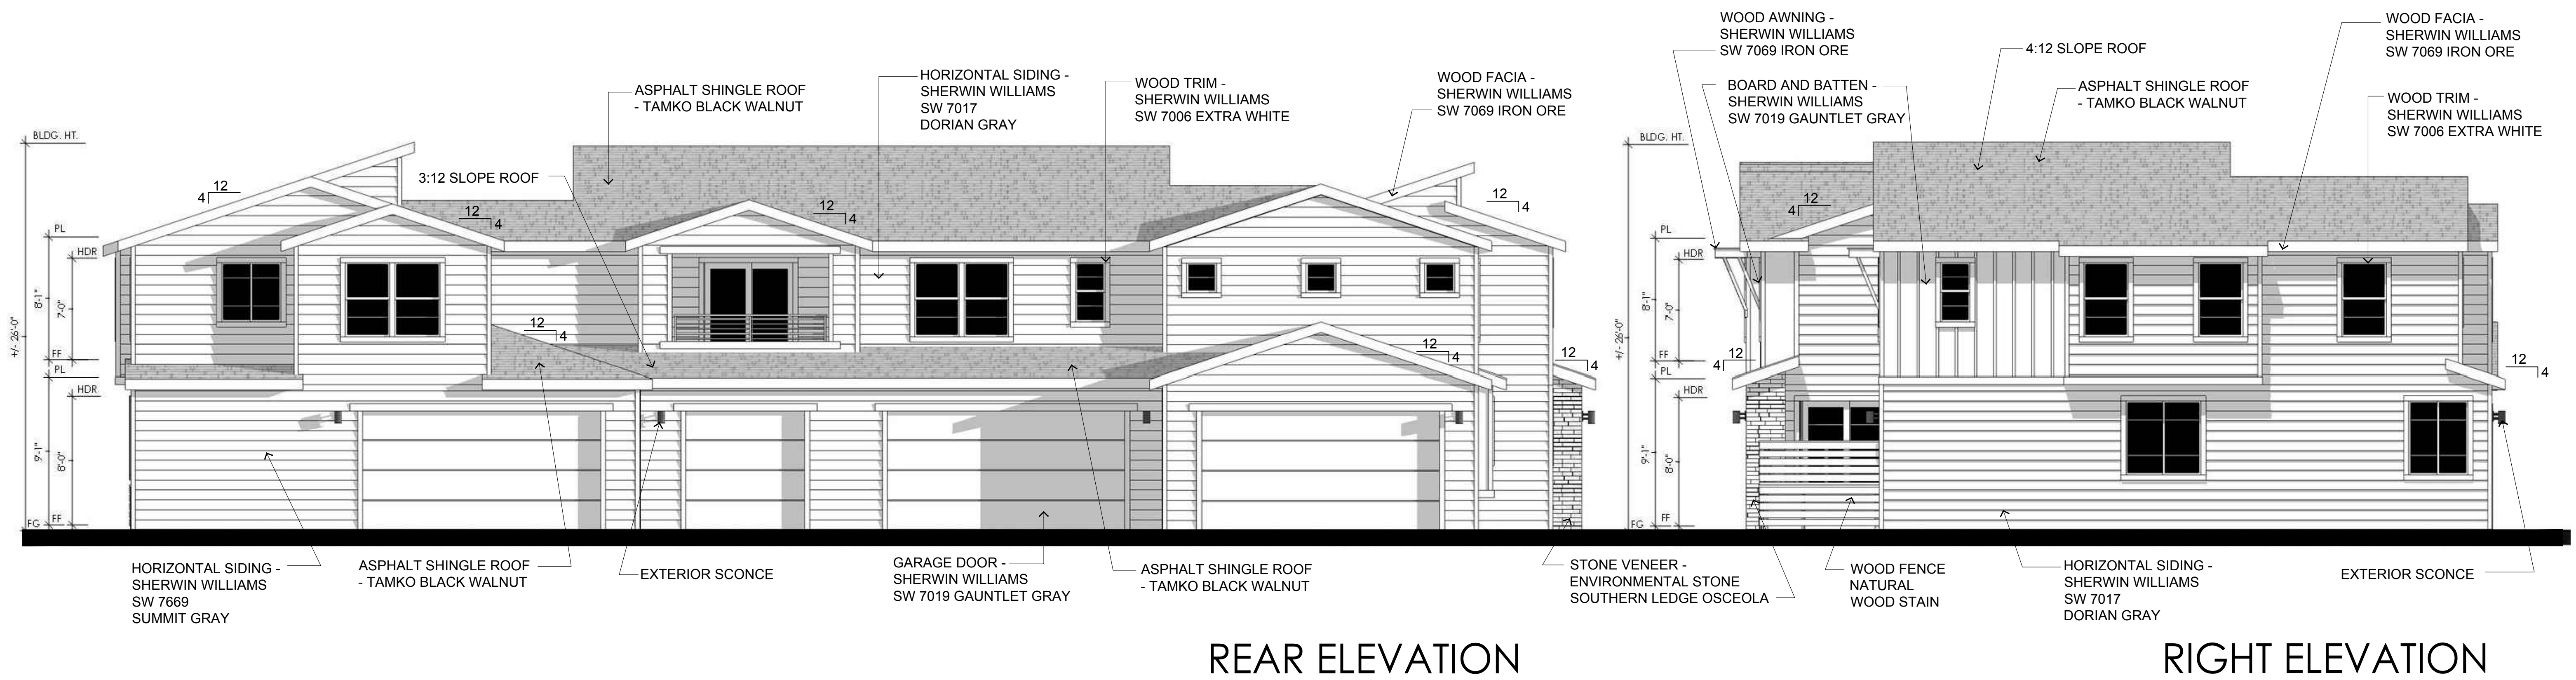 ASPHALT SHINGLE ROOF
- TAMKO BLACK WALNUT
HORIZONTAL SIDING -
SHERWIN WILLIAMS
SW 7017
DORIAN GRAY
WOOD TRIM -
SHERWIN WILLIAMS
SW 7006 EXTRA WHITE
WOOD FACIA -
SHERWIN WILLIAMS
SW 7069 IRON ORE
3:12 SLOPE ROOF
BLDG. HT.
PL
HDR
FF
PL
HDR
FF
FG
+/- 26'-0"
8'-1"
7'-0"
9'-1"
8'-0"
12
4
12
4
12
4
12
4
12
4
12
4
12
4
HORIZONTAL SIDING -
SHERWIN WILLIAMS
SW 7669
SUMMIT GRAY
ASPHALT SHINGLE ROOF
- TAMKO BLACK WALNUT
EXTERIOR SCONCE
GARAGE DOOR -
SHERWIN WILLIAMS
SW 7019 GAUNTLET GRAY
ASPHALT SHINGLE ROOF
- TAMKO BLACK WALNUT
STONE VENEER -
ENVIRONMENTAL STONE
SOUTHERN LEDGE OSCEOLA
REAR ELEVATION
WOOD AWNING -
SHERWIN WILLIAMS
SW 7069 IRON ORE
BOARD AND BATTEN -
SHERWIN WILLIAMS
SW 7019 GAUNTLET GRAY
4:12 SLOPE ROOF
ASPHALT SHINGLE ROOF
- TAMKO BLACK WALNUT
WOOD FACIA -
SHERWIN WILLIAMS
SW 7069 IRON ORE
WOOD TRIM -
SHERWIN WILLIAMS
SW 7006 EXTRA WHITE
BLDG. HT.
PL
HDR
FF
PL
HDR
FF
FG
+/- 26'-0"
8'-1"
7'-0"
9'-1"
8'-0"
12
4
12
4
12
4
WOOD FENCE
NATURAL
WOOD STAIN
HORIZONTAL SIDING -
SHERWIN WILLIAMS
SW 7017
DORIAN GRAY
EXTERIOR SCONCE
RIGHT ELEVATION